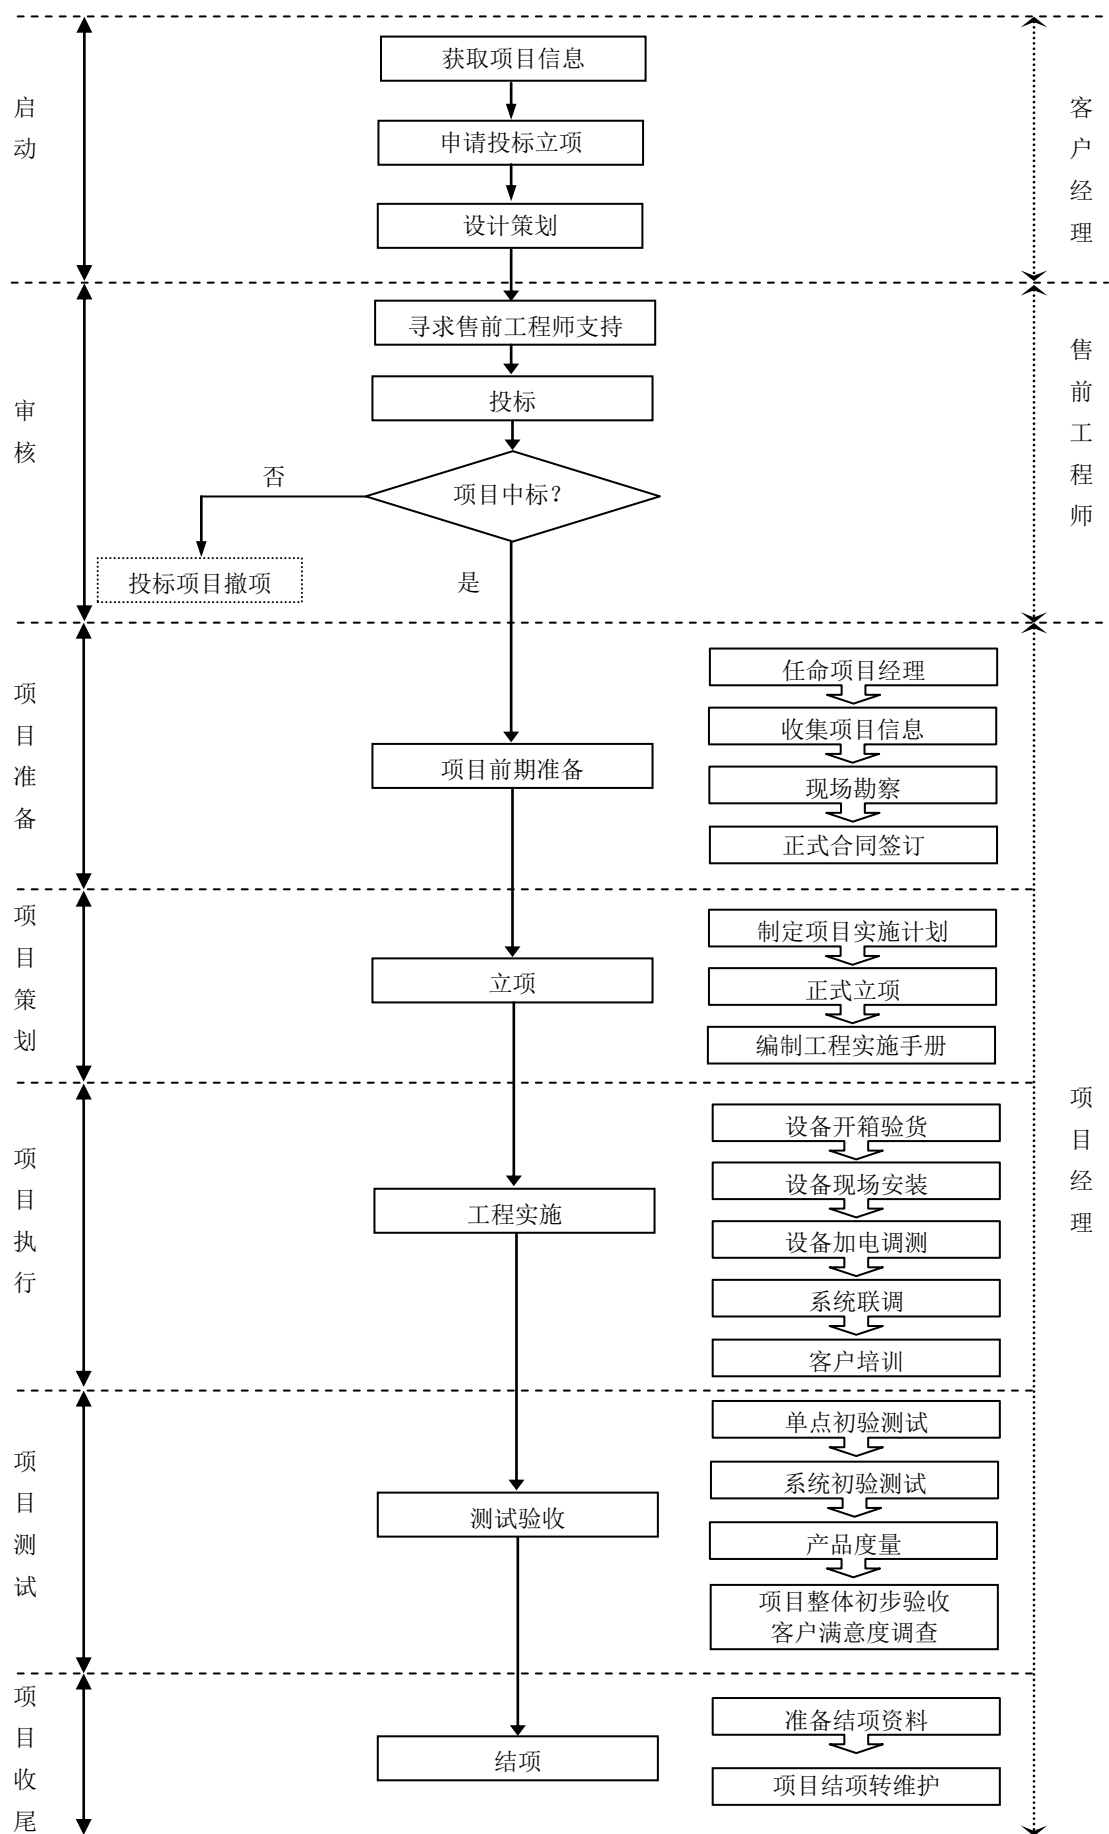 启动
获取项目信息
申请投标立项
设计策划
客户经理
审核
寻求售前工程师支持
投标
项目中标?
否
投标项目撤项
是
售前工程师
项目准备
项目前期准备
任命项目经理
收集项目信息
现场勘察
正式合同签订
项目策划
立项
制定项目实施计划
正式立项
编制工程实施手册
项目执行
工程实施
设备开箱验货
设备现场安装
设备加电调测
系统联调
客户培训
项目经理
项目测试
测试验收
单点初验测试
系统初验测试
产品度量
项目整体初步验收
客户满意度调查
项目收尾
结项
准备结项资料
项目结项转维护